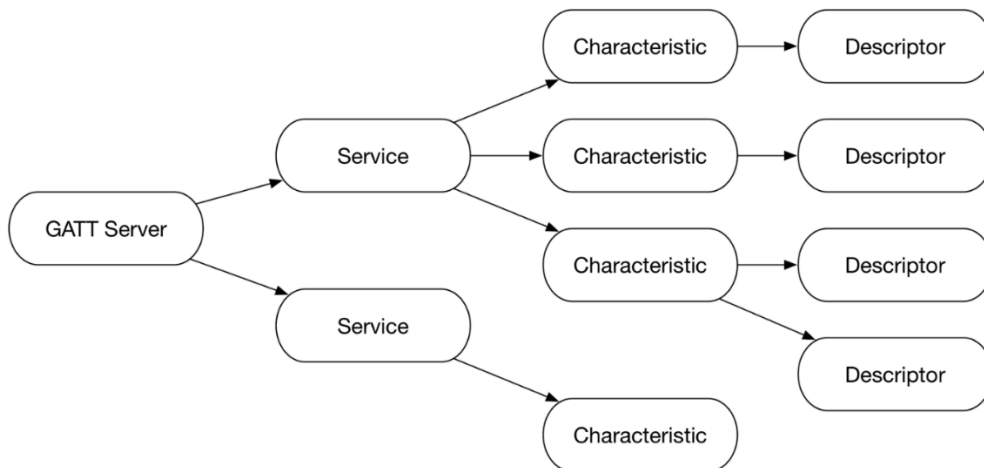 Characteristic
Descriptor
Service
Characteristic
Descriptor
GATT Server
Characteristic
Descriptor
Service
Descriptor
Characteristic